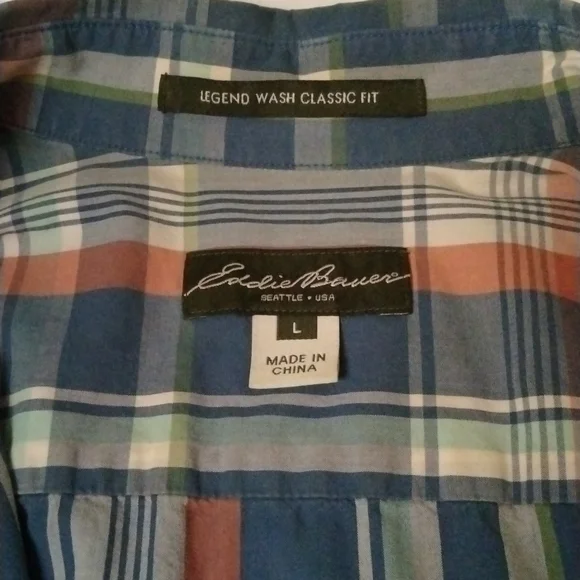 LEGEND WASH CLASSIC FIT
Eddie Bauer
SEATTLE • USA
L
MADE IN
CHINA